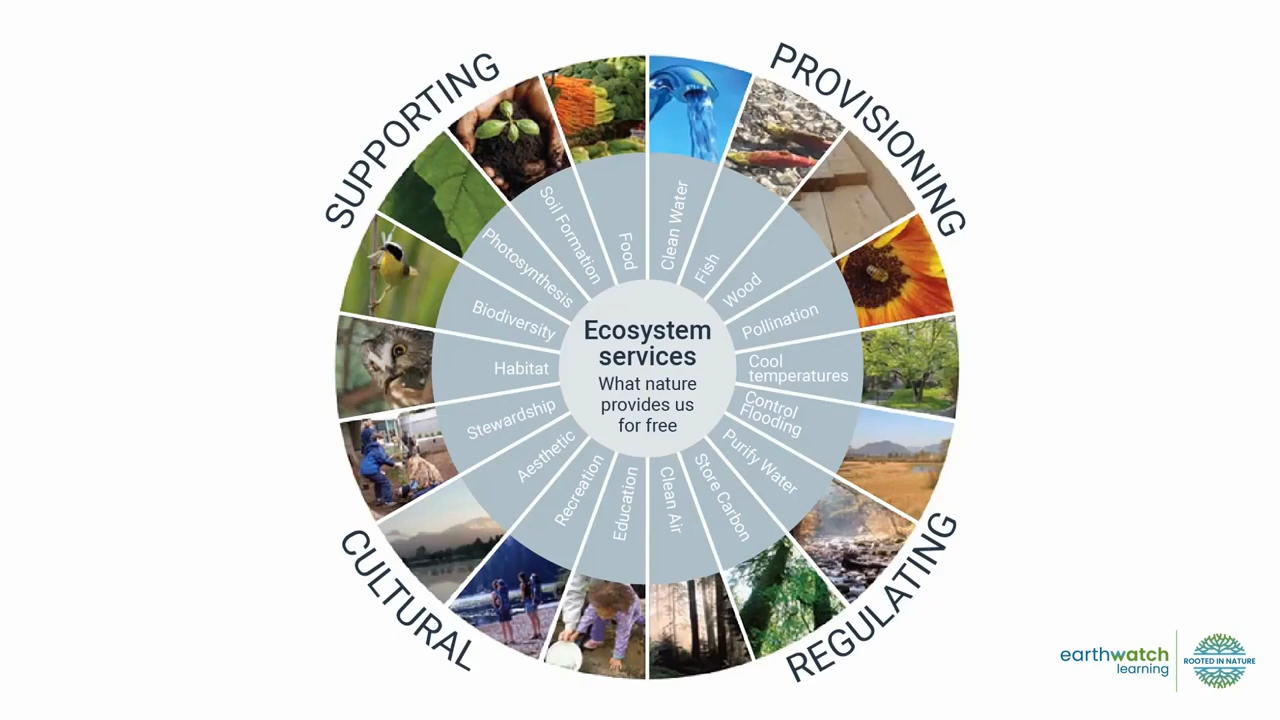 SUPPORTING
PROVISIONING
CULTURAL
REGULATING
Ecosystem
services
What nature
provides us
for free
Clean Water
Fish
Wood
Pollination
Cool
temperatures
Control
Flooding
Purify Water
Store Carbon
Clean Air
Education
Recreation
Aesthetic
Stewardship
Habitat
Biodiversity
Photosynthesis
Soil Formation
Food
earthwatch
learning
ROOTED IN NATURE